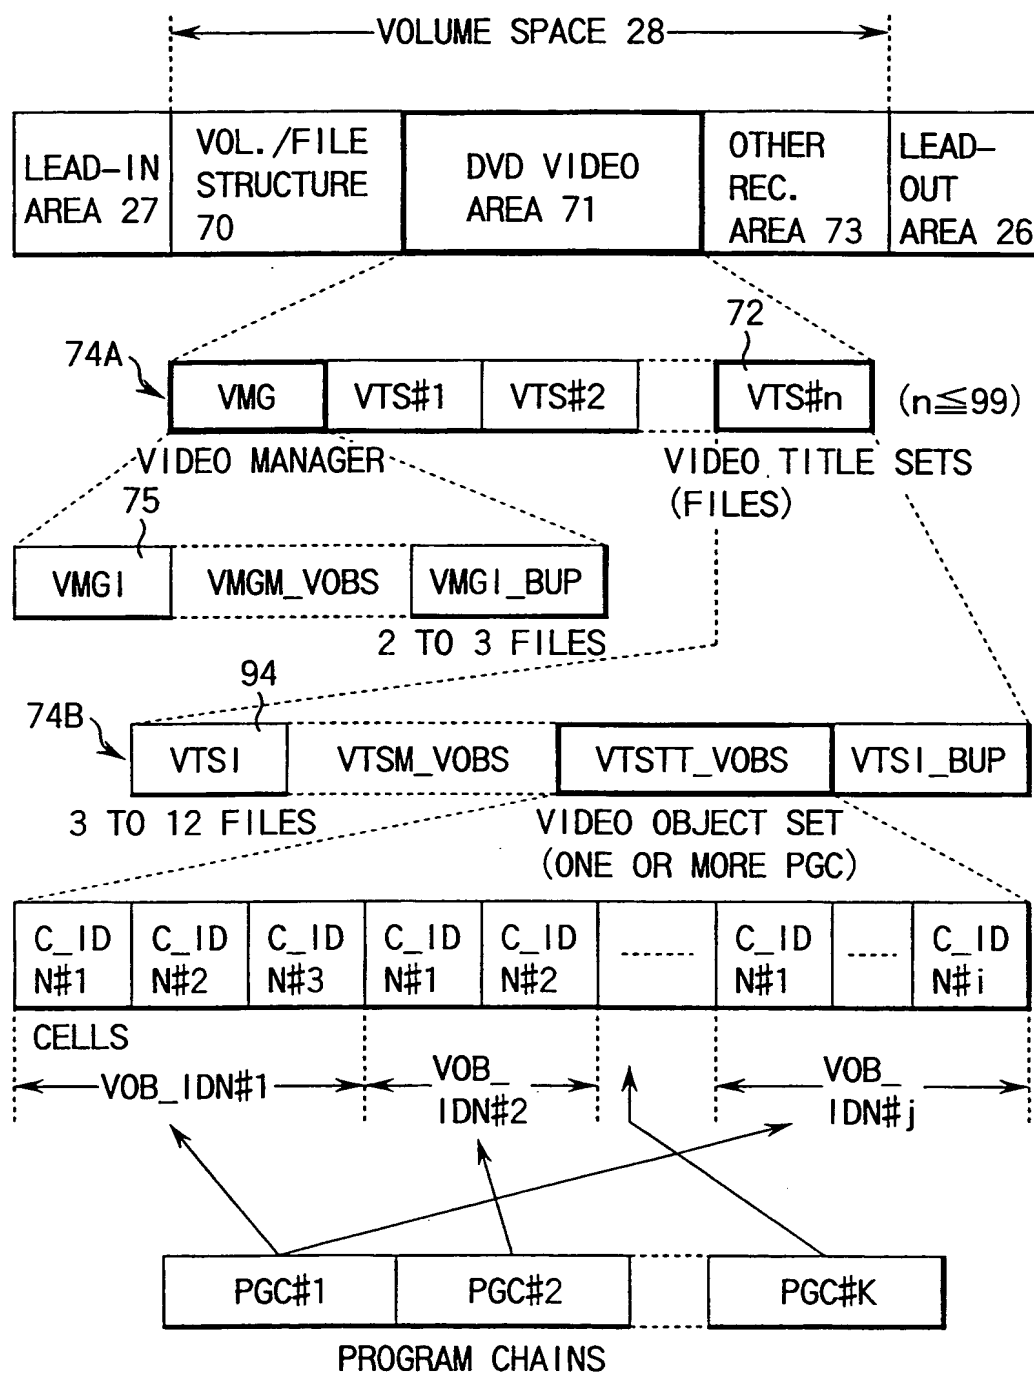 VOLUME SPACE 28
LEAD-IN
AREA 27
VOL./FILE
STRUCTURE
70
DVD VIDEO
AREA 71
OTHER
REC.
AREA 73
LEAD-
OUT
AREA 26
72
74A
VMG
VTS#1
VTS#2
VTS#n
(n≦99)
VIDEO MANAGER
VIDEO TITLE SETS
(FILES)
75
VMGI
VMGM_VOBS
VMGI_BUP
2 TO 3 FILES
94
74B
VTSI
VTSM_VOBS
VTSTT_VOBS
VTSI_BUP
3 TO 12 FILES
VIDEO OBJECT SET
(ONE OR MORE PGC)
C_ID
N#1
C_ID
N#2
C_ID
N#3
C_ID
N#1
C_ID
N#2
C_ID
N#1
C_ID
N#i
CELLS
VOB_IDN#1
VOB_
IDN#2
VOB_
IDN#j
PGC#1
PGC#2
PGC#K
PROGRAM CHAINS